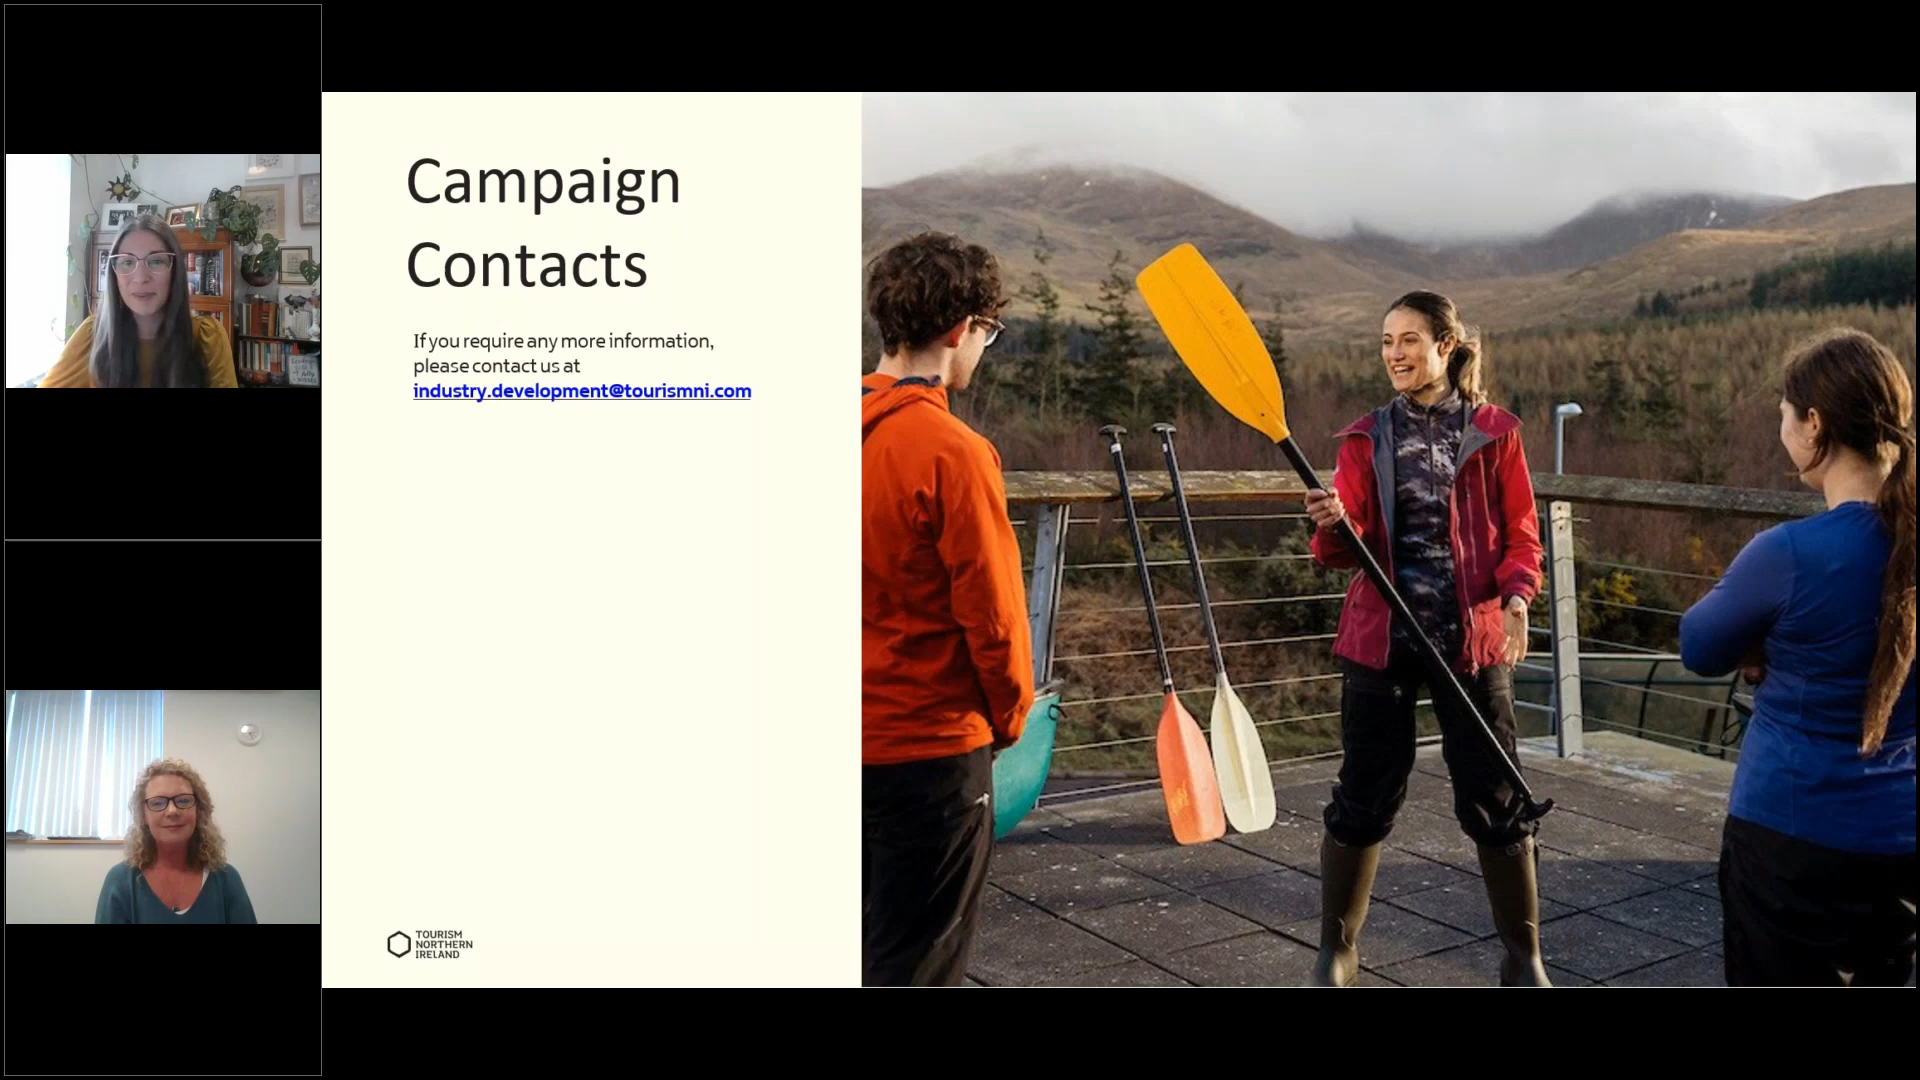 Campaign
Contacts
If you require any more information,
please contact us at
industry.development@tourismni.com
TOURISM
NORTHERN
IRELAND